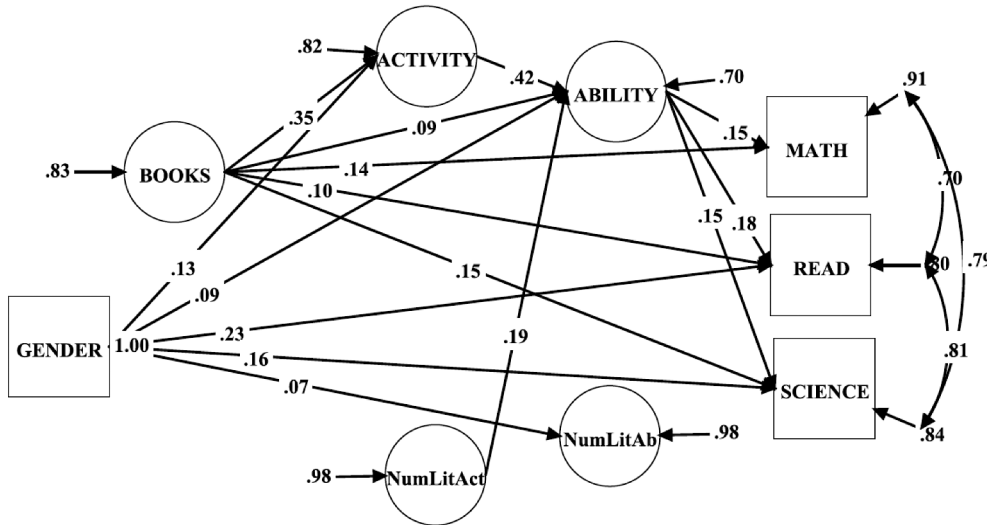 .82
ACTIVITY
.42
ABILITY
.70
.91
.35
.09
.15
MATH
.83
BOOKS
.14
.70
.10
.15
.18
.13
.15
READ
.79
.09
GENDER
1.00
.23
.19
.16
.81
.07
SCIENCE
NumLitAb
.98
.84
.98
NumLitAct